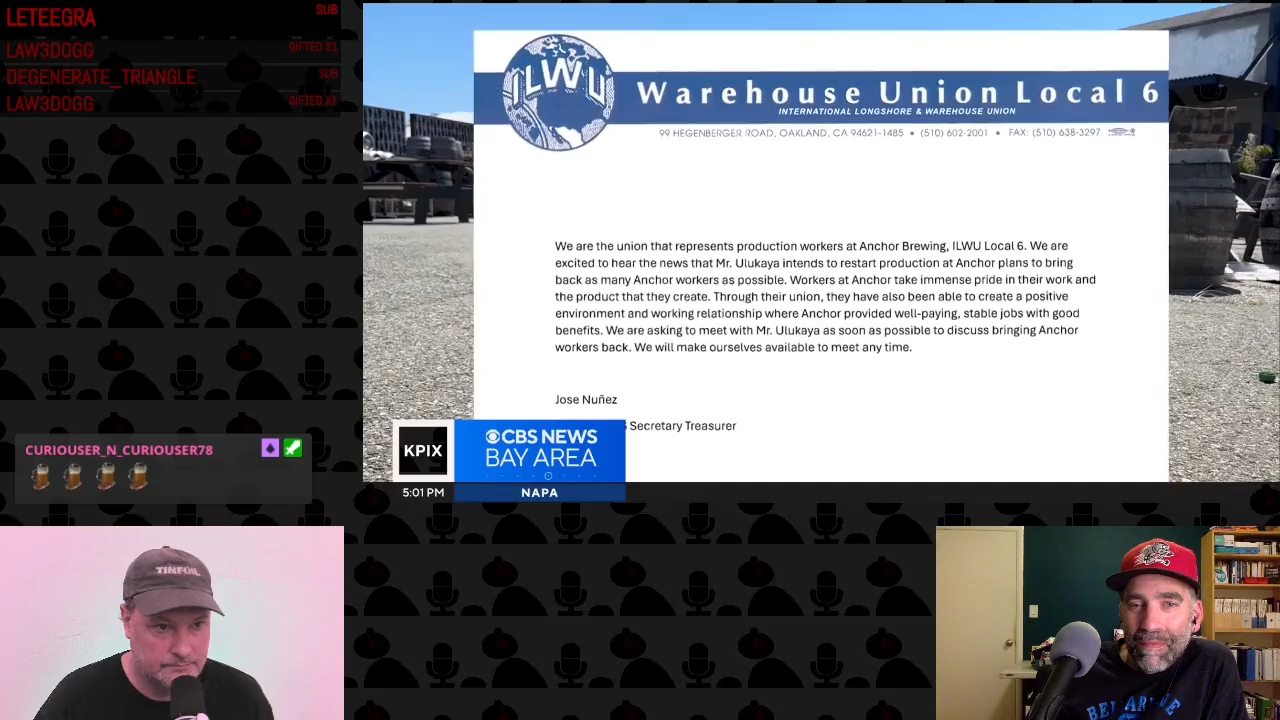 LETEEGRA
SUB
LAW3DOGG
GIFTED X1
DEGENERATE_TRIANGLE
SUB
LAW3DOGG
GIFTED X1
ILWU
Warehouse Union Local 6
INTERNATIONAL LONGSHORE & WAREHOUSE UNION
99 HEGENBERGER ROAD, OAKLAND, CA 94621-1485 • (510) 602-2001 • FAX: (510) 638-3297
We are the union that represents production workers at Anchor Brewing, ILWU Local 6. We are
excited to hear the news that Mr. Ulukaya intends to restart production at Anchor plans to bring
back as many Anchor workers as possible. Workers at Anchor take immense pride in their work and
the product that they create. Through their union, they have also been able to create a positive
environment and working relationship where Anchor provided well-paying, stable jobs with good
benefits. We are asking to meet with Mr. Ulukaya as soon as possible to discuss bringing Anchor
workers back. We will make ourselves available to meet any time.
Jose Nuñez
Secretary Treasurer
KPIX
CBS NEWS
BAY AREA
5:01 PM
NAPA
CURIOUSER_N_CURIOUSER78
TINFOIL